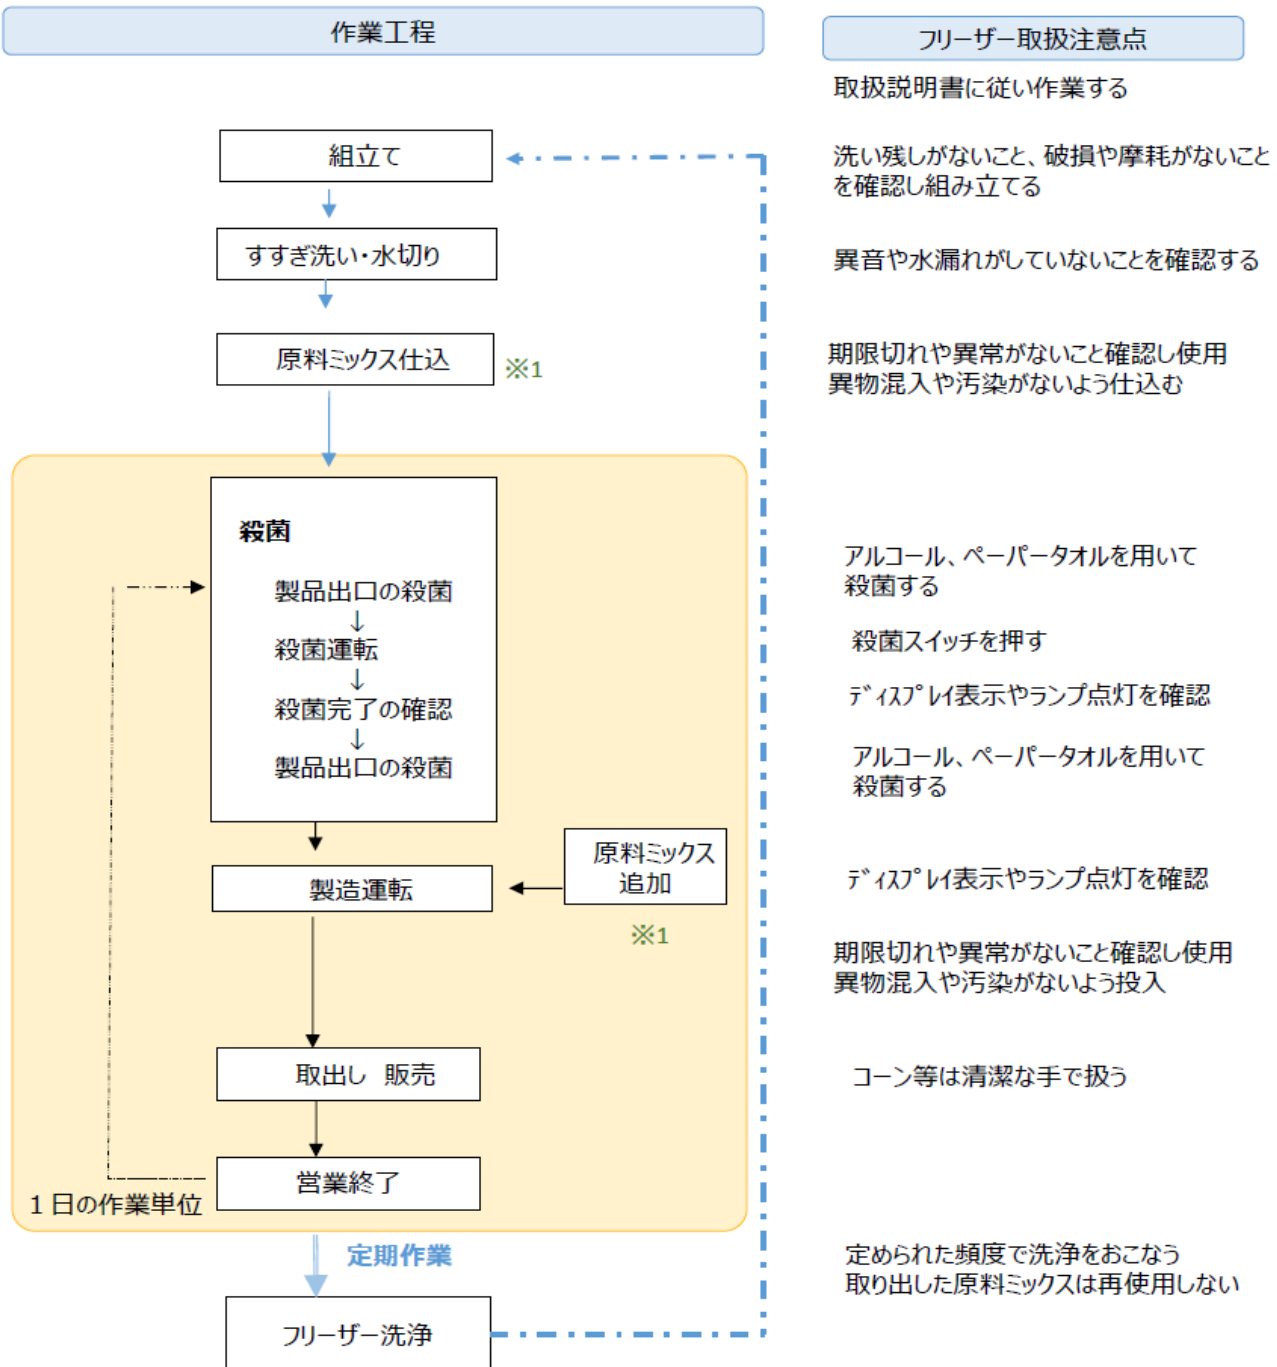 作業工程
フリーザー取扱注意点
取扱説明書に従い作業する
組立て
洗い残しがないこと、破損や摩耗がないこと
を確認し組み立てる
すすぎ洗い・水切り
異音や水漏れがしていないことを確認する
原料ミックス仕込
※1
期限切れや異常がないこと確認し使用
異物混入や汚染がないよう仕込む
殺菌
製品出口の殺菌
↓
殺菌運転
↓
殺菌完了の確認
↓
製品出口の殺菌
アルコール、ペーパータオルを用いて
殺菌する
殺菌スイッチを押す
ディスプレイ表示やランプ点灯を確認
アルコール、ペーパータオルを用いて
殺菌する
原料ミックス
追加
※1
製造運転
ディスプレイ表示やランプ点灯を確認
期限切れや異常がないこと確認し使用
異物混入や汚染がないよう投入
取出し 販売
コーン等は清潔な手で扱う
営業終了
1日の作業単位
定期作業
定められた頻度で洗浄をおこなう
取り出した原料ミックスは再使用しない
フリーザー洗浄